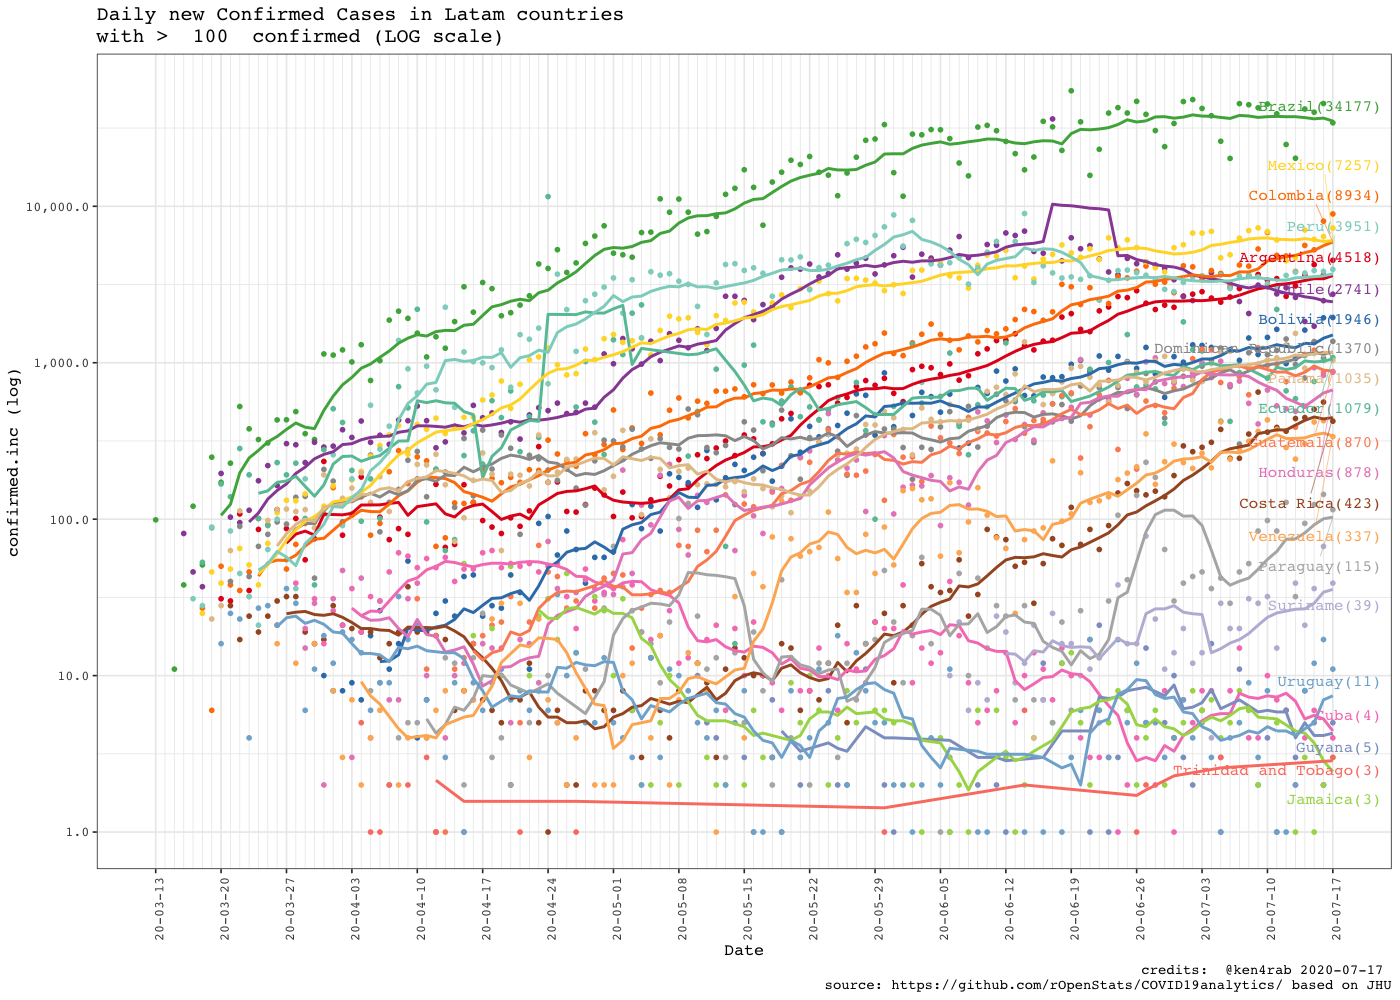 Daily new Confirmed Cases in Latam countries
with >  100  confirmed (LOG scale)
confirmed.inc (log)
10,000.0
1,000.0
100.0
10.0
1.0
Brazil(34177)
Mexico(7257)
Colombia(8934)
Peru(3951)
Argentina(4518)
Chile(2741)
Bolivia(1946)
Dominican Republic(1370)
Panama(1035)
Ecuador(1079)
Guatemala(870)
Honduras(878)
Costa Rica(423)
Venezuela(337)
Paraguay(115)
Suriname(39)
Uruguay(11)
Cuba(4)
Guyana(5)
Trinidad and Tobago(3)
Jamaica(3)
20-03-13
20-03-20
20-03-27
20-04-03
20-04-10
20-04-17
20-04-24
20-05-01
20-05-08
20-05-15
20-05-22
20-05-29
20-06-05
20-06-12
20-06-19
20-06-26
20-07-03
20-07-10
20-07-17
Date
credits:  @ken4rab 2020-07-17
source: https://github.com/rOpenStats/COVID19analytics/ based on JHU